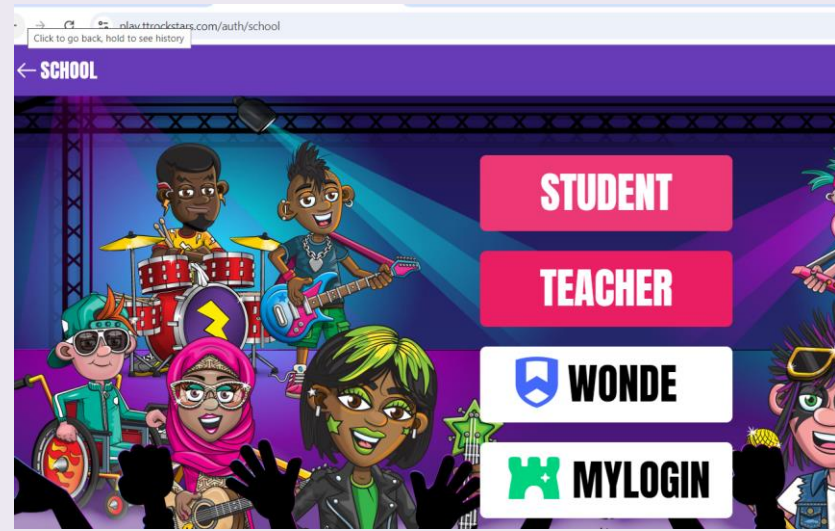 play.ttrockstars.com/auth/school
Click to go back, hold to see history
← SCHOOL
STUDENT
TEACHER
WONDE
MYLOGIN